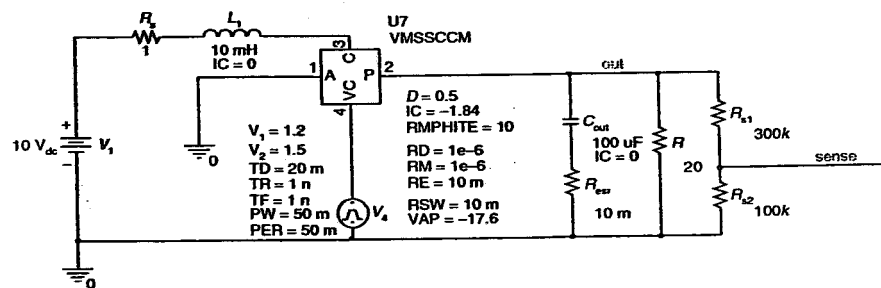 U7
VMSSCCM
R_s
1
L_1
10 mH
IC = 0
3
C
1
A
P
2
VC
4
out
D = 0.5
IC = −1.84
RMPHITE = 10
RD = 1e−6
RM = 1e−6
RE = 10 m
RSW = 10 m
VAP = −17.6
V_1 = 1.2
V_2 = 1.5
TD = 20 m
TR = 1 n
TF = 1 n
PW = 50 m
PER = 50 m
V_4
0
10 V_dc
+
−
V_1
C_out
100 uF
IC = 0
R_esr
10 m
R
20
R_s1
300k
sense
R_s2
100k
0